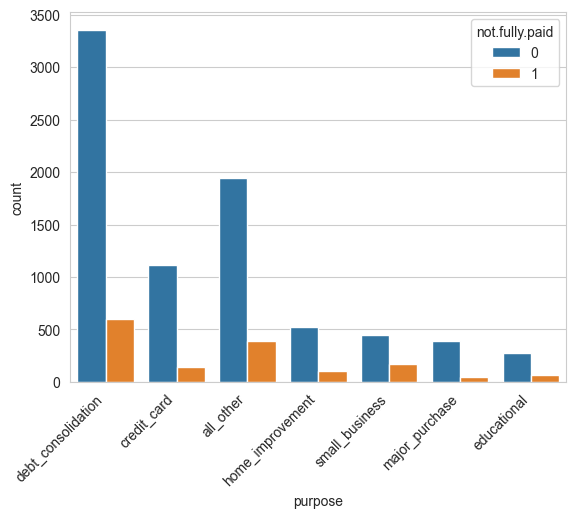 3500
3000
2500
2000
1500
1000
500
0
count
not.fully.paid
0
1
debt_consolidation
credit_card
all_other
home_improvement
small_business
major_purchase
educational
purpose